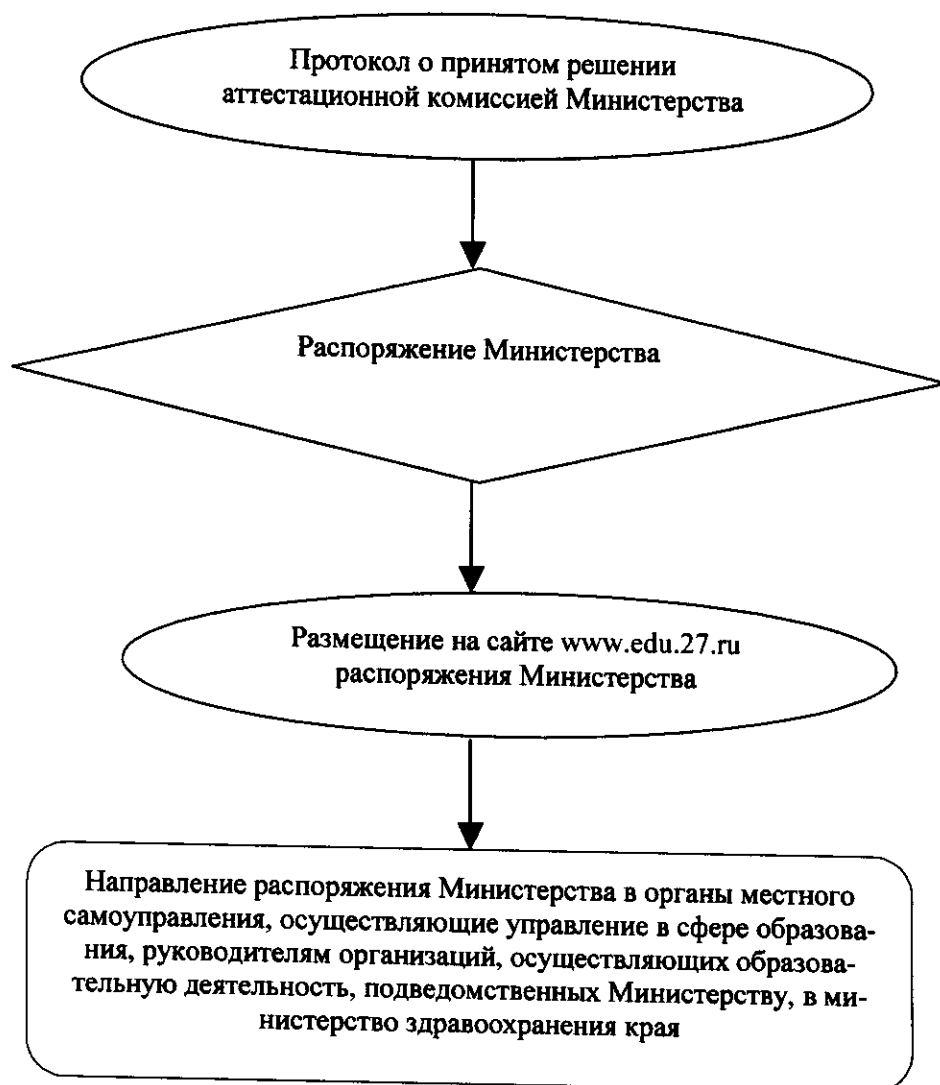 Протокол о принятом решении
аттестационной комиссией Министерства
Распоряжение Министерства
Размещение на сайте www.edu.27.ru
распоряжения Министерства
Направление распоряжения Министерства в органы местного
самоуправления, осуществляющие управление в сфере образова-
ния, руководителям организаций, осуществляющих образова-
тельную деятельность, подведомственных Министерству, в ми-
нистерство здравоохранения края